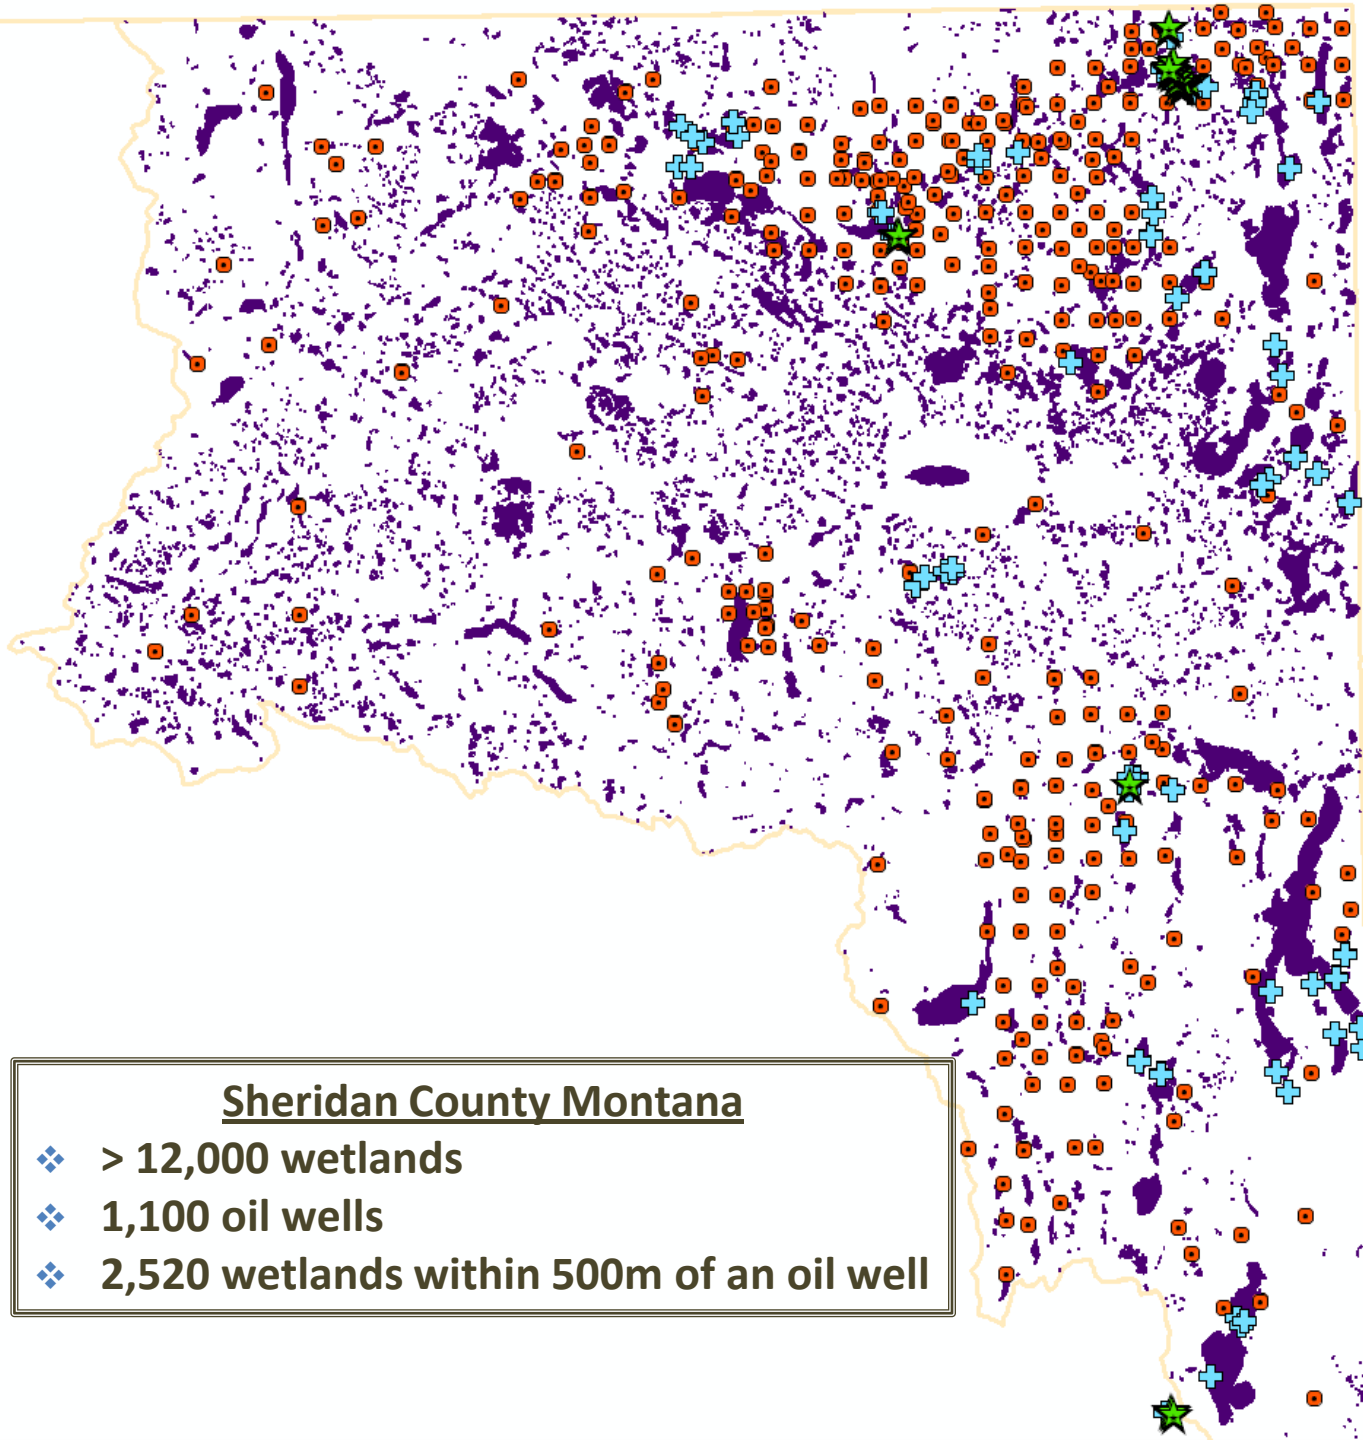 Sheridan County Montana
❖ > 12,000 wetlands
❖ 1,100 oil wells
❖ 2,520 wetlands within 500m of an oil well